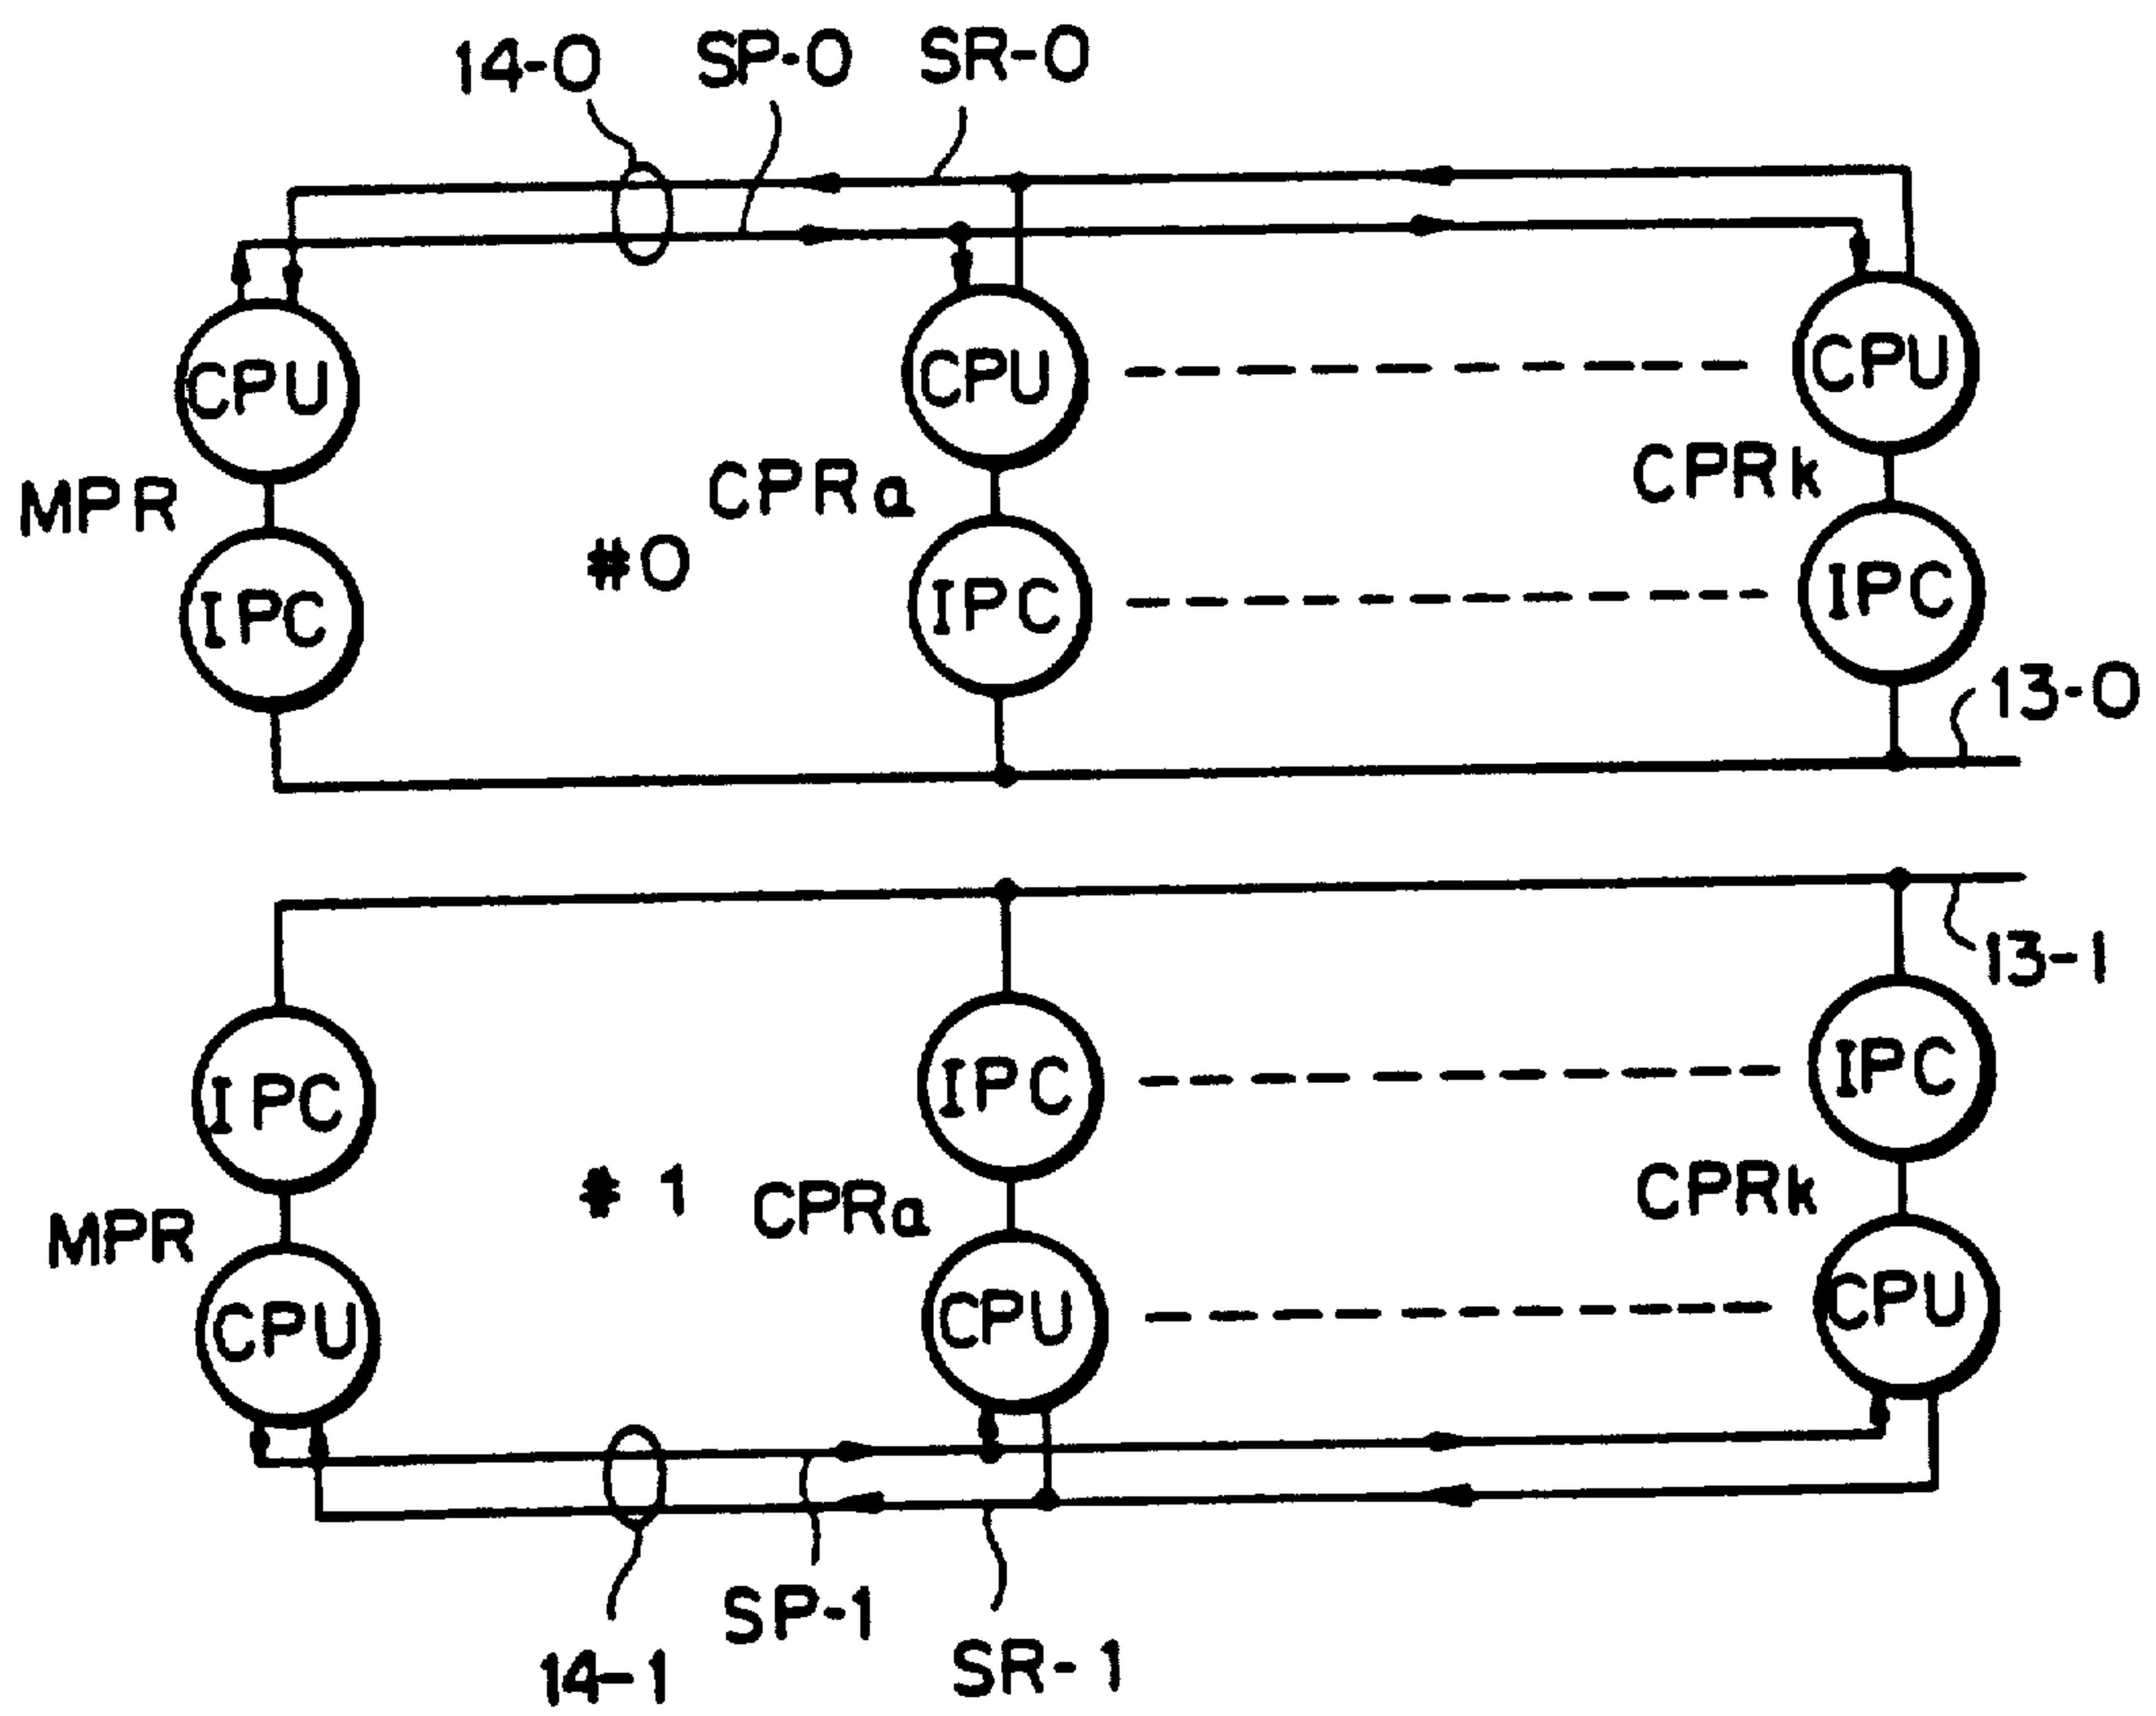 14-0 SP-0 SR-0
CPU CPU CPU
MPR CPRa CPRk
#0
IPC IPC IPC
13-0
13-1
IPC IPC IPC
MPR #1 CPRa CPRk
CPU CPU CPU
SP-1
14-1 SR-1